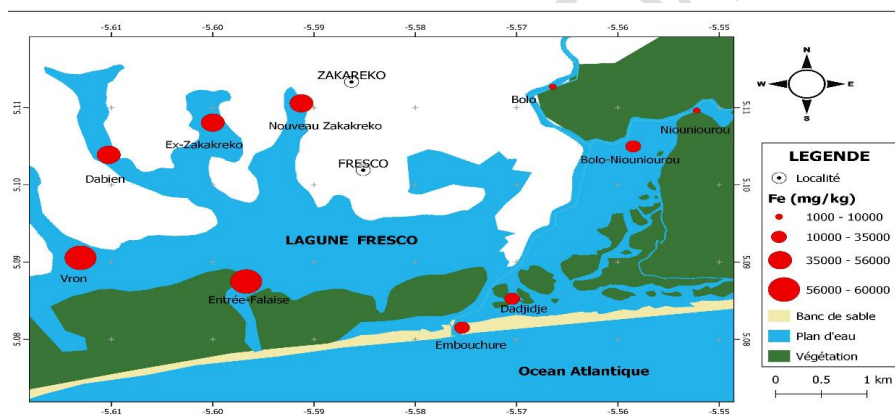 -5.61 -5.60 -5.59 -5.58 -5.57 -5.56 -5.55
ZAKAREKO
Bolo
5.11
5.11
Nouveau Zakakreko
Niouniourou
Ex-Zakakreko
Bolo-Niouniourou
Dabien
FRESCO
5.10
5.10
LAGUNE FRESCO
5.09
5.09
Vron
Entrée-Falaise
Dadjidje
5.08
5.08
Embouchure
Ocean Atlantique
-5.61 -5.60 -5.59 -5.58 -5.57 -5.56 -5.55
N
W E
S
LEGENDE
Localité
Fe (mg/kg)
1000 - 10000
10000 - 35000
35000 - 56000
56000 - 60000
Banc de sable
Plan d'eau
Végétation
0 0.5 1 km